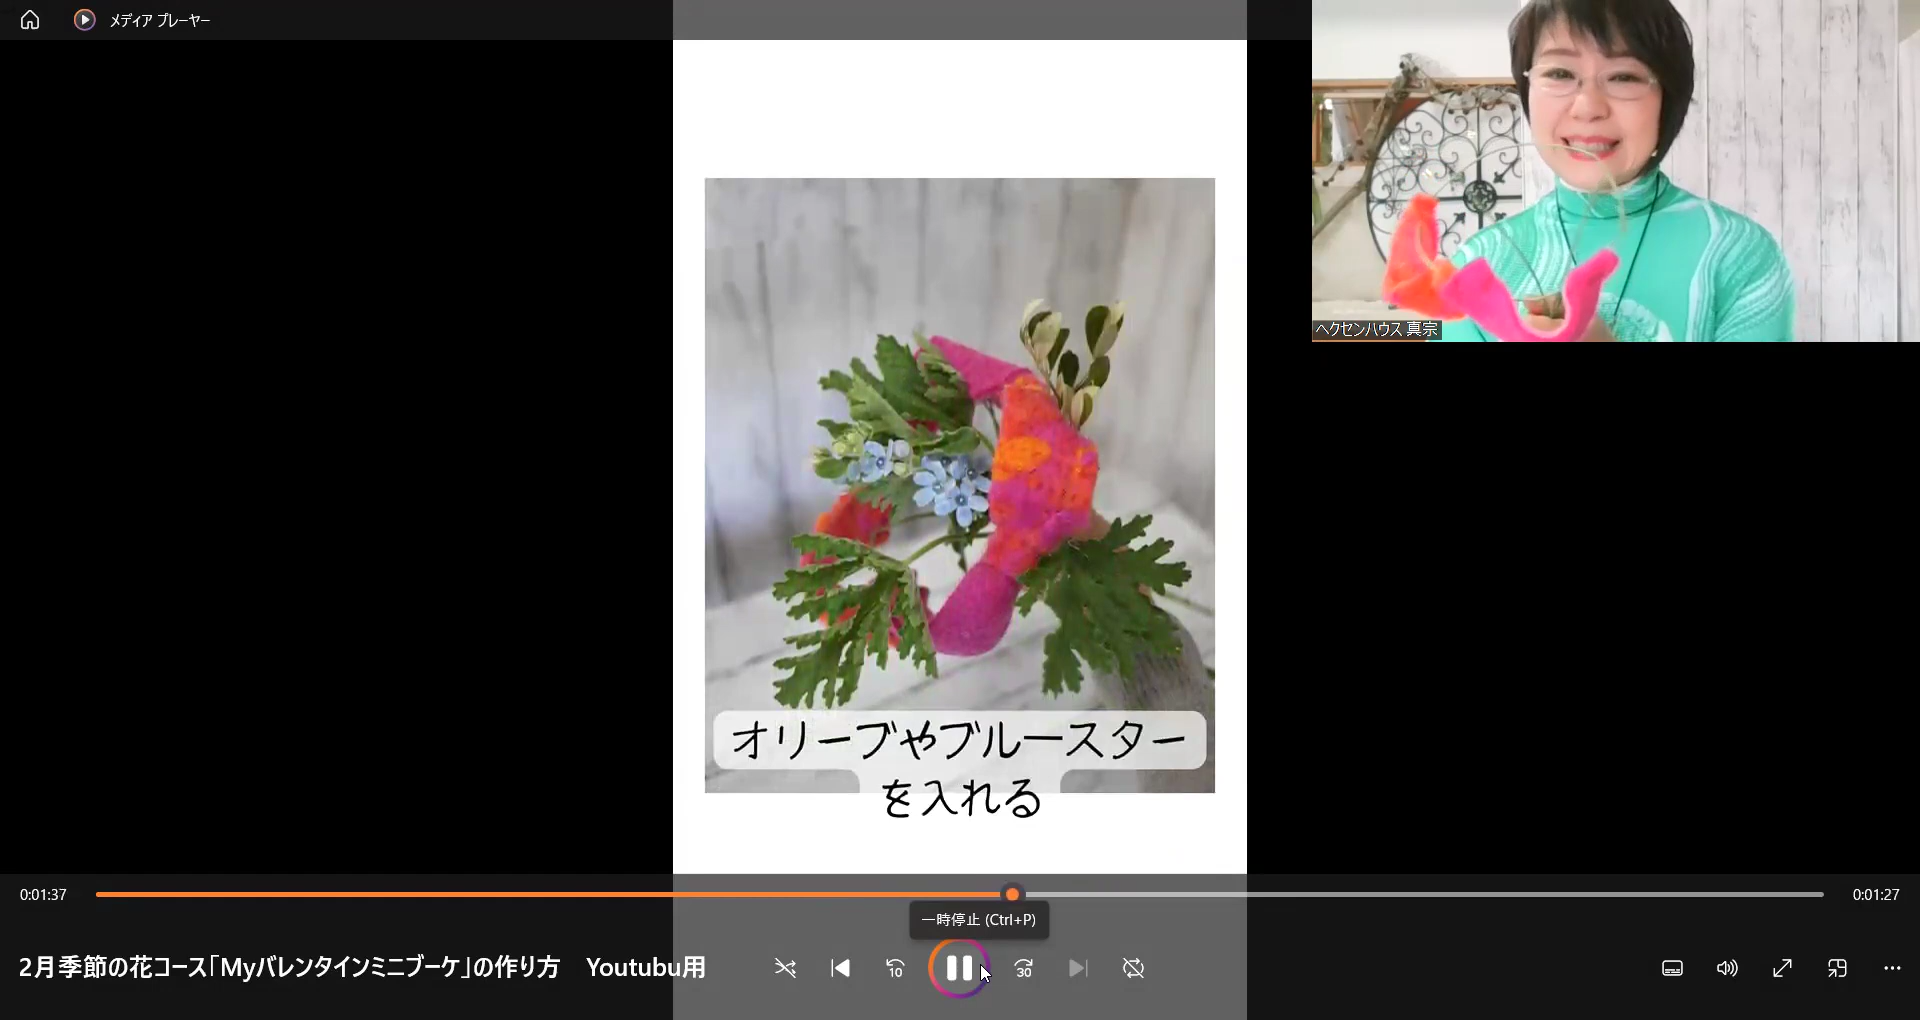 メディア プレーヤー
ヘクセンハウス 真宗
オリーブやブルースター
を入れる
0:01:37
0:01:27
一時停止 (Ctrl+P)
2月季節の花コース「Myバレンタインミニブーケ」の作り方　Youtubu用
10
30